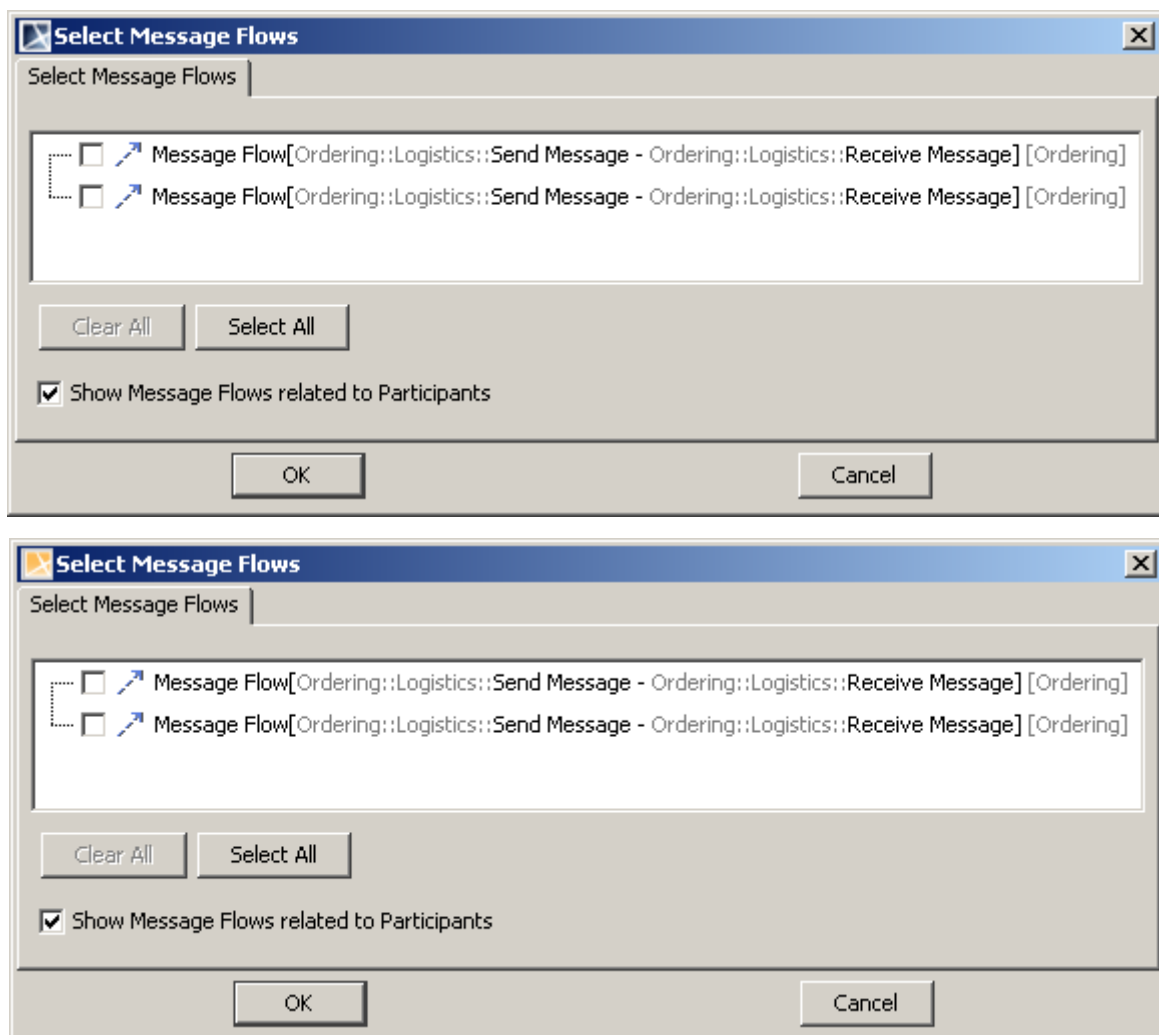 Select Message Flows
Select Message Flows
Message Flow[Ordering::Logistics::Send Message - Ordering::Logistics::Receive Message] [Ordering]
Message Flow[Ordering::Logistics::Send Message - Ordering::Logistics::Receive Message] [Ordering]
Clear All Select All
Show Message Flows related to Participants
OK Cancel
Select Message Flows
Select Message Flows
Message Flow[Ordering::Logistics::Send Message - Ordering::Logistics::Receive Message] [Ordering]
Message Flow[Ordering::Logistics::Send Message - Ordering::Logistics::Receive Message] [Ordering]
Clear All Select All
Show Message Flows related to Participants
OK Cancel